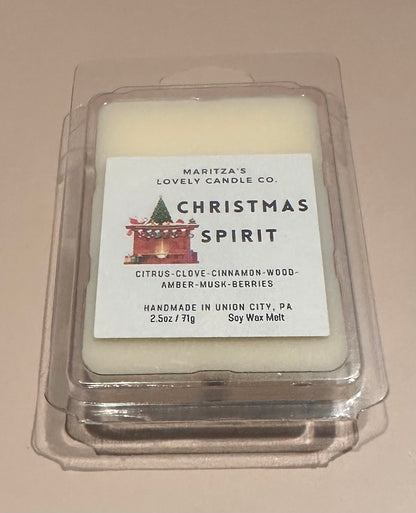 MARITZA'S
LOVELY CANDLE CO.
CHRISTMAS
SPIRIT
CITRUS-CLOVE-CINNAMON-WOOD-
AMBER-MUSK-BERRIES
HANDMADE IN UNION CITY, PA
2.5oz / 71g Soy Wax Melt